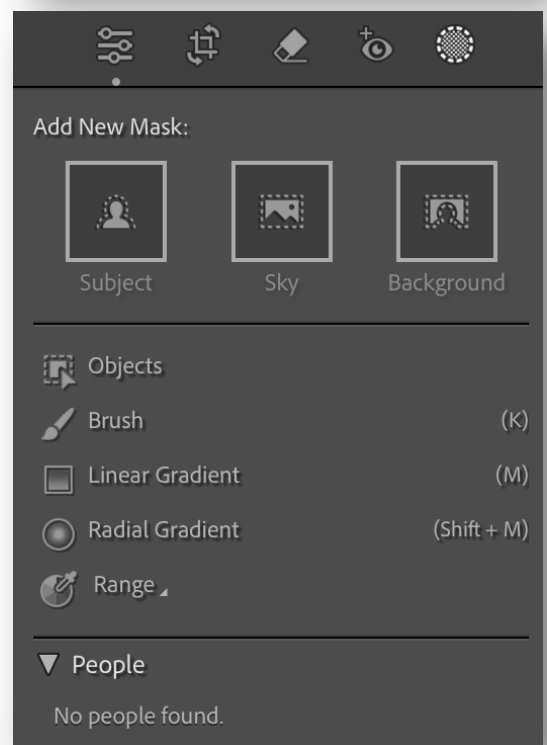 Add New Mask:
Subject Sky Background
Objects
Brush (K)
Linear Gradient (M)
Radial Gradient (Shift + M)
Range
People
No people found.